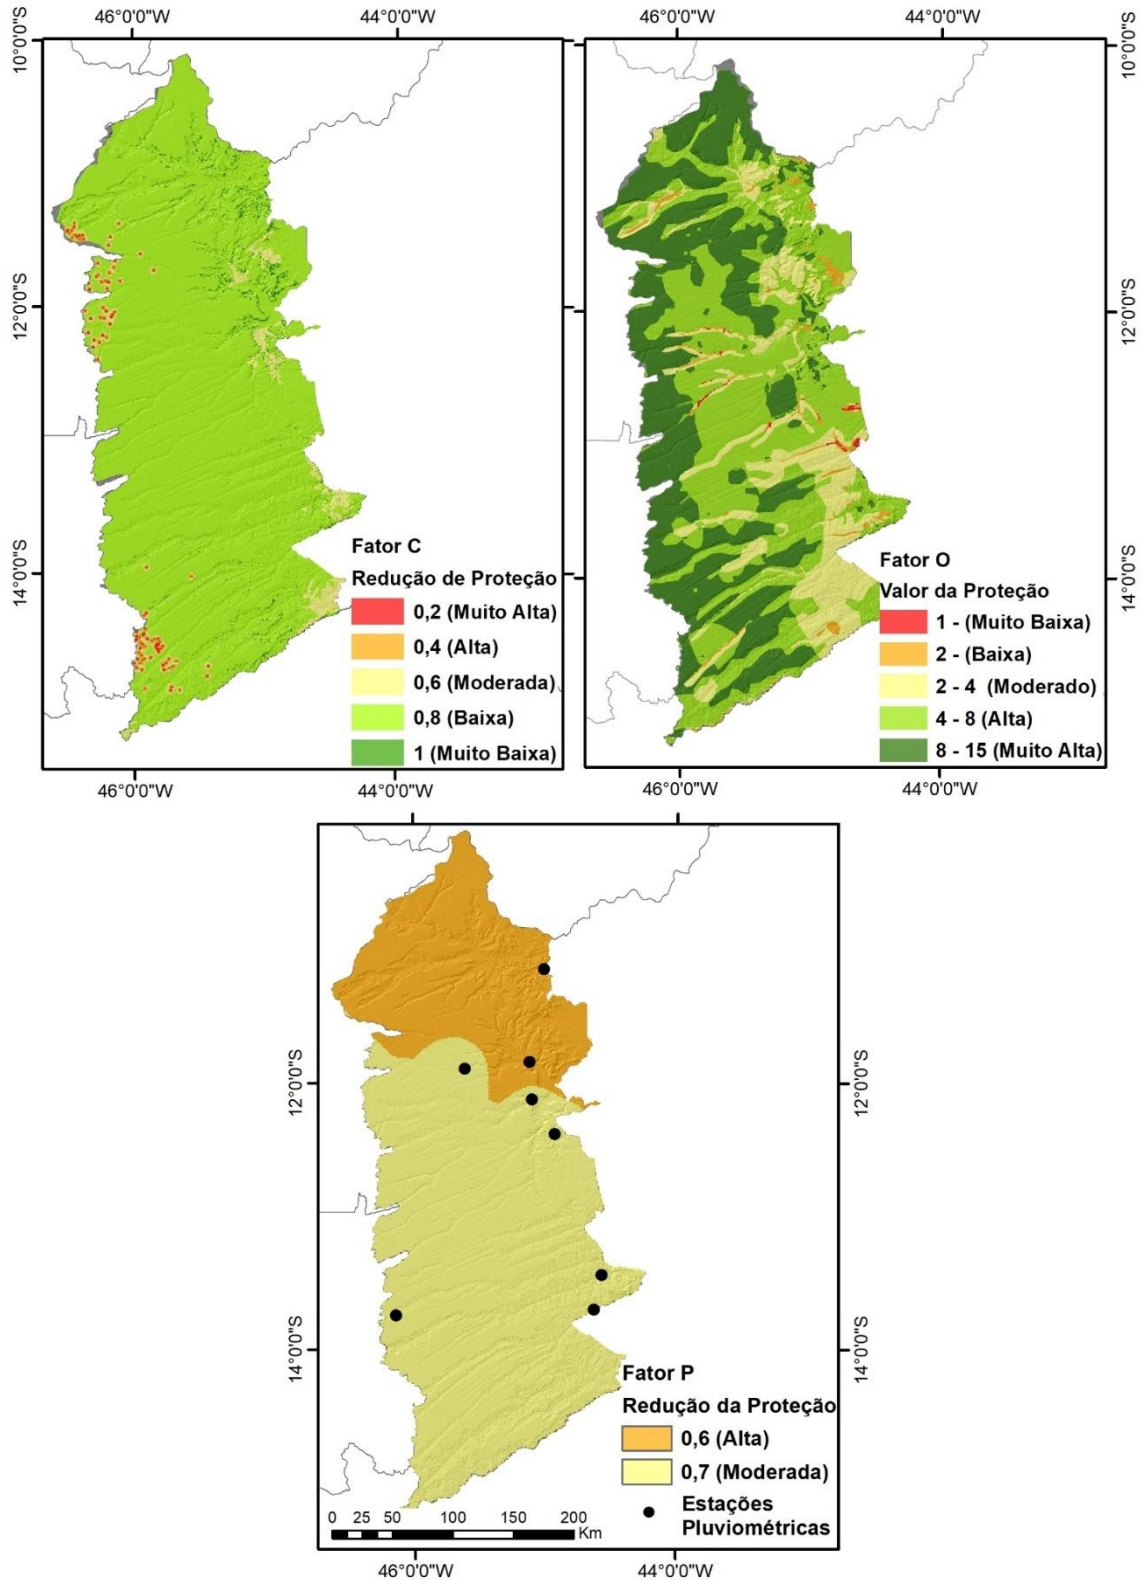 46°0'0"W 44°0'0"W
46°0'0"W 44°0'0"W
10°0'0"S
12°0'0"S
14°0'0"S
Fator C
Redução de Proteção
0,2 (Muito Alta)
0,4 (Alta)
0,6 (Moderada)
0,8 (Baixa)
1 (Muito Baixa)
46°0'0"W 44°0'0"W
10°0'0"S
12°0'0"S
14°0'0"S
Fator O
Valor da Proteção
1 - (Muito Baixa)
2 - (Baixa)
2 - 4 (Moderado)
4 - 8 (Alta)
8 - 15 (Muito Alta)
46°0'0"W 44°0'0"W
12°0'0"S
14°0'0"S
12°0'0"S
14°0'0"S
Fator P
Redução da Proteção
0,6 (Alta)
0,7 (Moderada)
Estações
Pluviométricas
0 25 50 100 150 200
Km
46°0'0"W 44°0'0"W